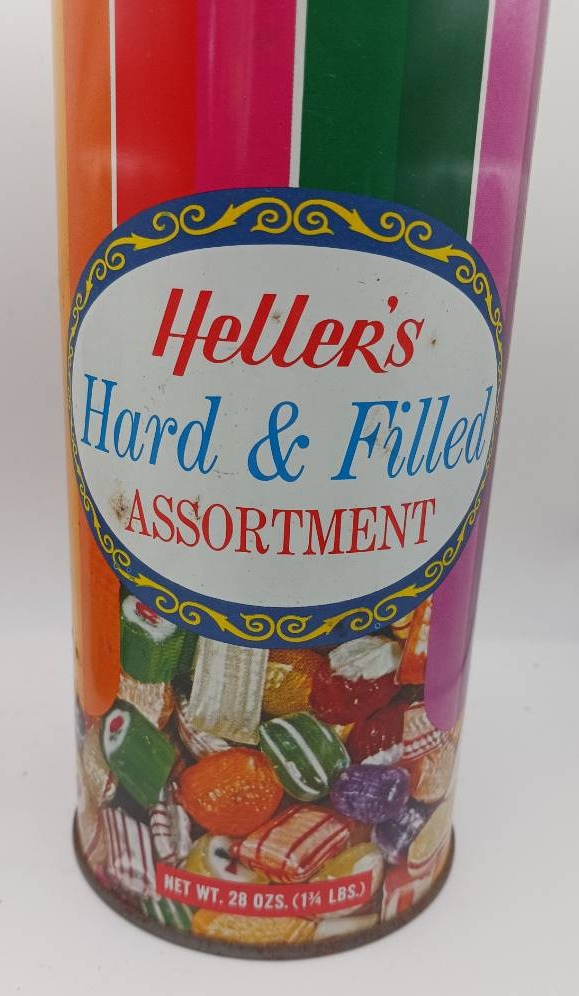 Heller's
Hard & Filled
ASSORTMENT
NET WT. 28 OZS. (1¾ LBS.)